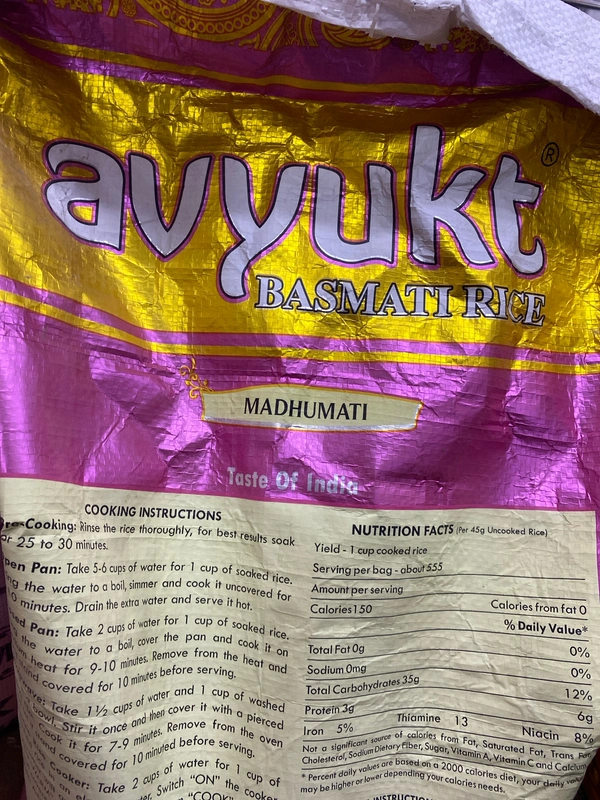 avyukt ®
BASMATI RICE
MADHUMATI
Taste Of India
COOKING INSTRUCTIONS
Pre-Cooking: Rinse the rice thoroughly, for best results soak
for 25 to 30 minutes.
Open Pan: Take 5-6 cups of water for 1 cup of soaked rice.
the water to a boil, simmer and cook it uncovered for
minutes. Drain the extra water and serve it hot.
Pan: Take 2 cups of water for 1 cup of soaked rice.
the water to a boil, cover the pan and cook it on
heat for 9-10 minutes. Remove from the heat and
covered for 10 minutes before serving.
Take 1½ cups of water and 1 cup of washed
bowl. Stir it once and then cover it with a pierced
Cook it for 7-9 minutes. Remove from the oven
covered for 10 minuted before serving.
Cooker: Take 2 cups of water for 1 cup of
Switch "ON" the cooker
"COOK"
NUTRITION FACTS (Per 45g Uncooked Rice)
Yield - 1 cup cooked rice
Serving per bag - about 555
Amount per serving
Calories 150 Calories from fat 0
% Daily Value*
Total Fat 0g 0%
Sodium 0mg 0%
Total Carbohydrates 35g 12%
Protein 3g 6g
Iron 5% Thiamine 13 Niacin 8%
Not a significant source of calories from Fat, Saturated Fat, Trans Fat,
Cholesterol, Sodium Dietary Fiber, Sugar, Vitamin A, Vitamin C and Calcium
* Percent daily values are based on a 2000 calories diet, your daily value
may be higher or lower depending your calories needs.